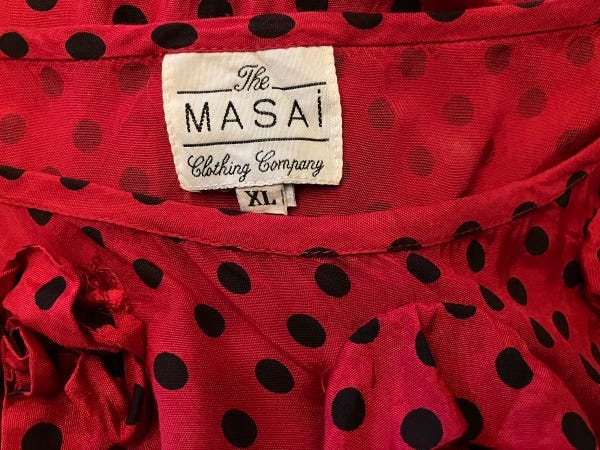 The
MASAi
Clothing Company
XL